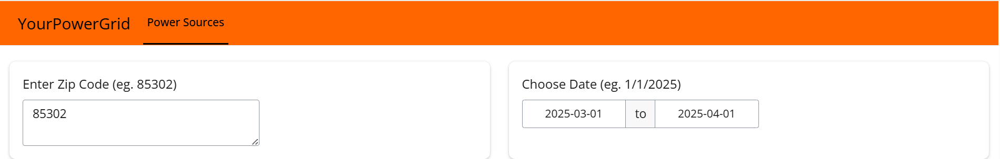 YourPowerGrid Power Sources
Enter Zip Code (eg. 85302)
85302
Choose Date (eg. 1/1/2025)
2025-03-01 to 2025-04-01